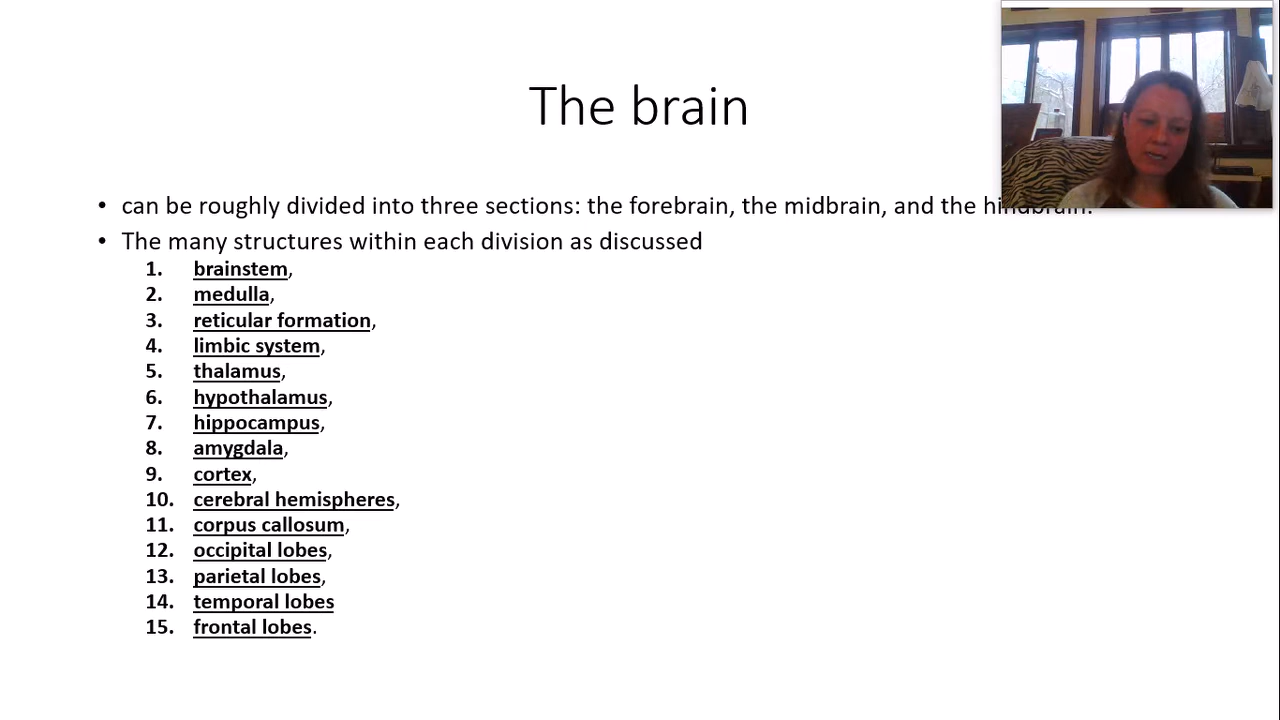 The brain
• can be roughly divided into three sections: the forebrain, the midbrain, and the hindbrain.
• The many structures within each division as discussed
1. brainstem,
2. medulla,
3. reticular formation,
4. limbic system,
5. thalamus,
6. hypothalamus,
7. hippocampus,
8. amygdala,
9. cortex,
10. cerebral hemispheres,
11. corpus callosum,
12. occipital lobes,
13. parietal lobes,
14. temporal lobes
15. frontal lobes.